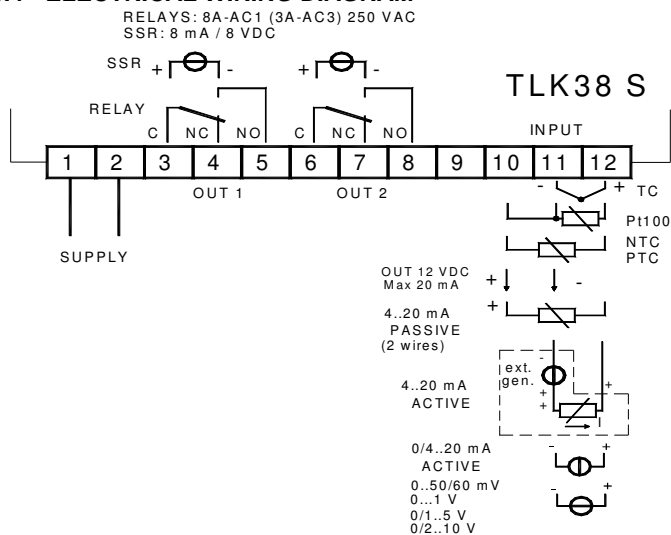 RELAYS: 8A-AC1 (3A-AC3) 250 VAC
SSR: 8 mA / 8 VDC
SSR + - + -
TLK38 S
RELAY
C NC NO C NC NO INPUT
1 2 3 4 5 6 7 8 9 10 11 12
OUT 1 OUT 2 - + TC
Pt100
SUPPLY
NTC
PTC
OUT 12 VDC + -
Max 20 mA
4..20 mA +
PASSIVE
(2 wires)
-
ext.
gen.
4..20 mA + +
ACTIVE +
I
0/4..20 mA - +
ACTIVE
0..50/60 mV - +
0...1 V
0/1..5 V
0/2..10 V